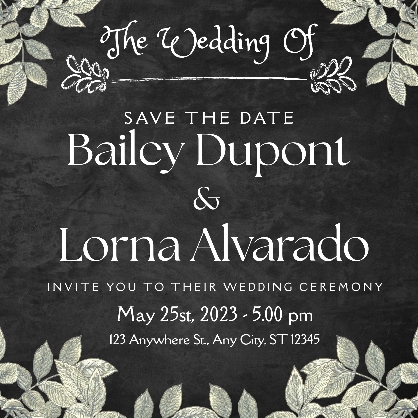 The Wedding Of
SAVE THE DATE
Bailey Dupont
&
Lorna Alvarado
INVITE YOU TO THEIR WEDDING CEREMONY
May 25st, 2023 - 5.00 pm
123 Anywhere St., Any City, ST 12345